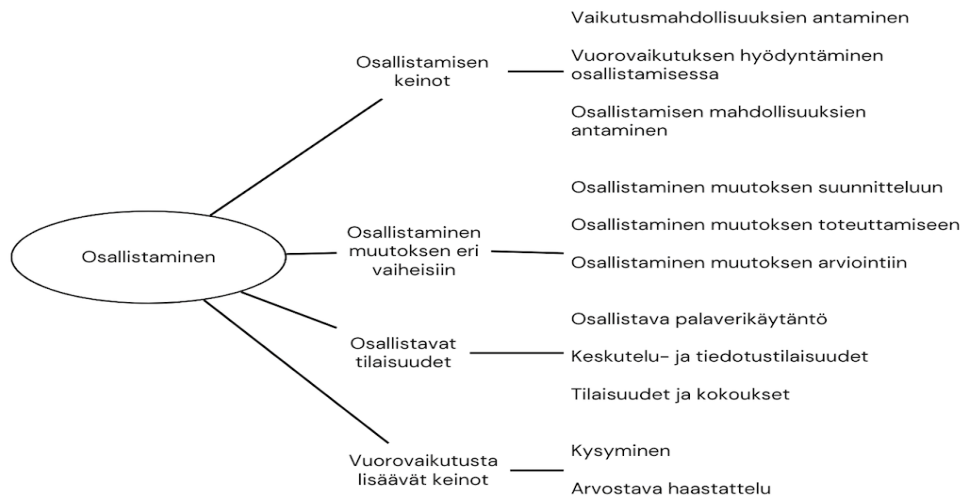 Osallistaminen
Osallistamisen
keinot
Vaikutusmahdollisuuksien antaminen
Vuorovaikutuksen hyödyntäminen
osallistamisessa
Osallistamisen mahdollisuuksien
antaminen
Osallistaminen
muutoksen eri
vaiheisiin
Osallistaminen muutoksen suunnitteluun
Osallistaminen muutoksen toteuttamiseen
Osallistaminen muutoksen arviointiin
Osallistavat
tilaisuudet
Osallistava palaverikäytäntö
Keskutelu- ja tiedotustilaisuudet
Tilaisuudet ja kokoukset
Vuorovaikutusta
lisäävät keinot
Kysyminen
Arvostava haastattelu